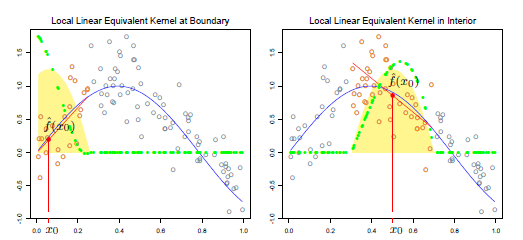 Local Linear Equivalent Kernel at Boundary
Local Linear Equivalent Kernel in Interior
1.5
1.0
0.5
0.0
-0.5
-1.0
f̂(x₀)
0.0 0.2 0.4 0.6 0.8 1.0
x₀
1.5
1.0
0.5
0.0
-0.5
-1.0
f̂(x₀)
0.0 0.2 0.4 0.6 0.8 1.0
x₀